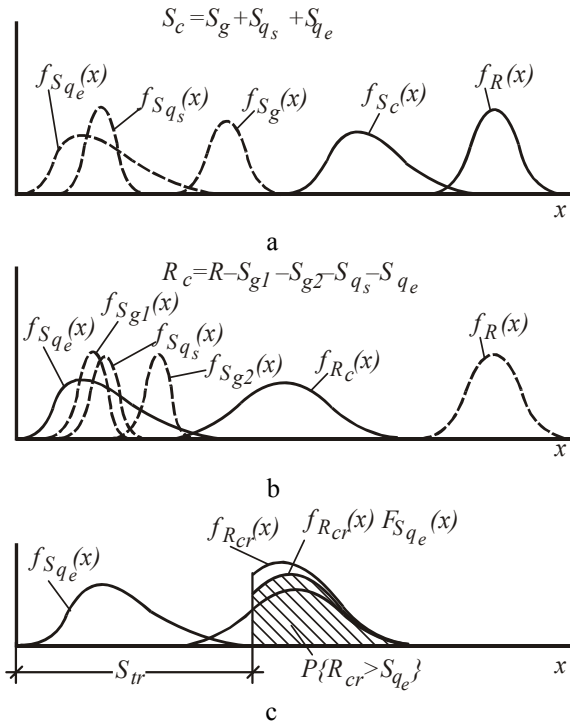 S_c=S_g+S_{q_s}+S_{q_e}
f_{S_{q_e}}(x)
f_{S_{q_s}}(x)
f_{S_g}(x)
f_{S_c}(x)
f_R(x)
x
a
R_c=R–S_{g1}–S_{g2}–S_{q_s}–S_{q_e}
f_{S_{q_e}}(x)
f_{S_{g1}}(x)
f_{S_{q_s}}(x)
f_{S_{g2}}(x)
f_{R_c}(x)
f_R(x)
x
b
f_{S_{q_e}}(x)
f_{R_{cr}}(x)
f_{R_{cr}}(x) F_{S_{q_e}}(x)
S_{tr}
P{R_{cr}>S_{q_e}}
x
c